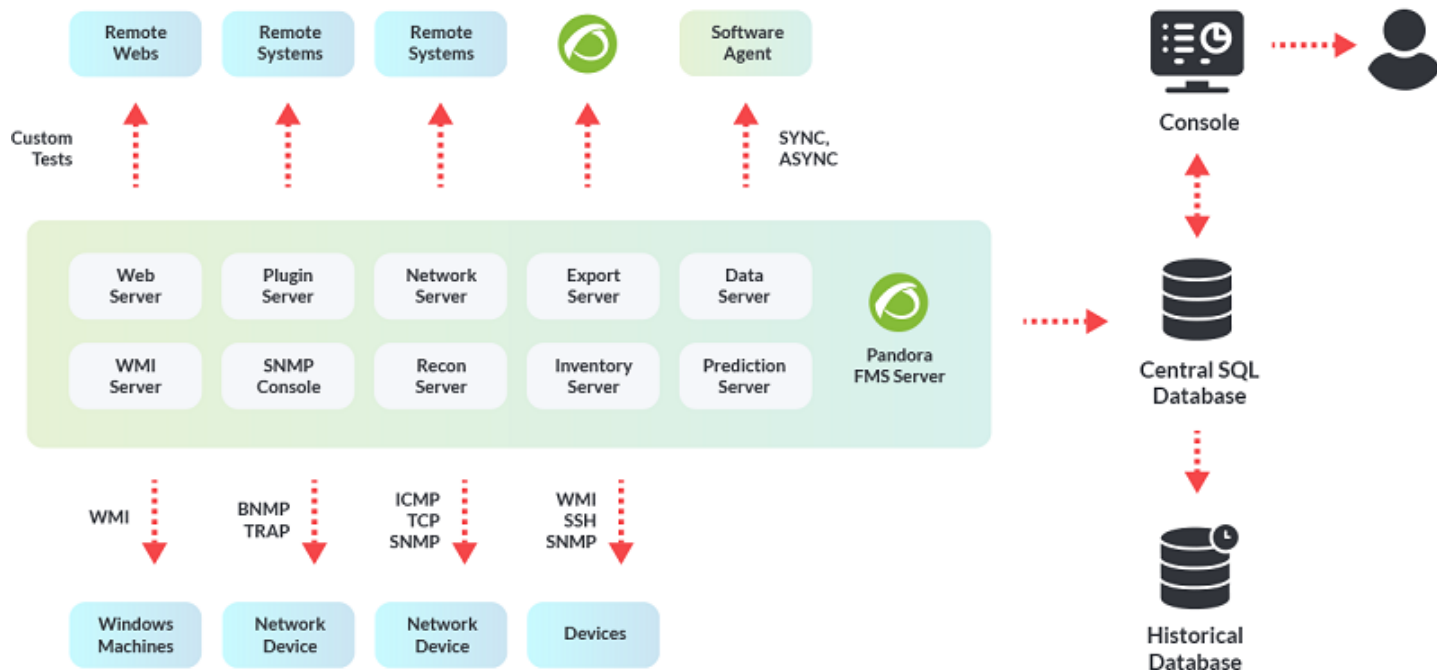 Remote
Webs
Remote
Systems
Remote
Systems
Software
Agent
Custom
Tests
SYNC,
ASYNC
Console
Web
Server
Plugin
Server
Network
Server
Export
Server
Data
Server
WMI
Server
SNMP
Console
Recon
Server
Inventory
Server
Prediction
Server
Pandora
FMS Server
Central SQL
Database
WMI
BNMP
TRAP
ICMP
TCP
SNMP
WMI
SSH
SNMP
Windows
Machines
Network
Device
Network
Device
Devices
Historical
Database